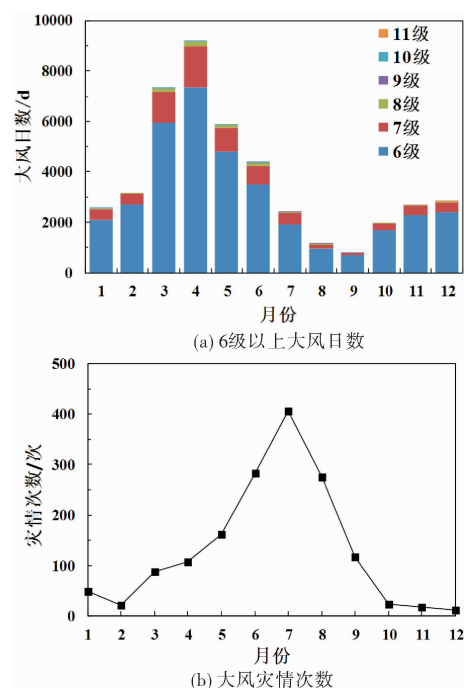 10000
8000
6000
4000
2000
0
大风日数/d
11级
10级
9级
8级
7级
6级
1 2 3 4 5 6 7 8 9 10 11 12
月份
(a) 6级以上大风日数
500
400
300
200
100
0
灾情次数/次
1 2 3 4 5 6 7 8 9 10 11 12
月份
(b) 大风灾情次数